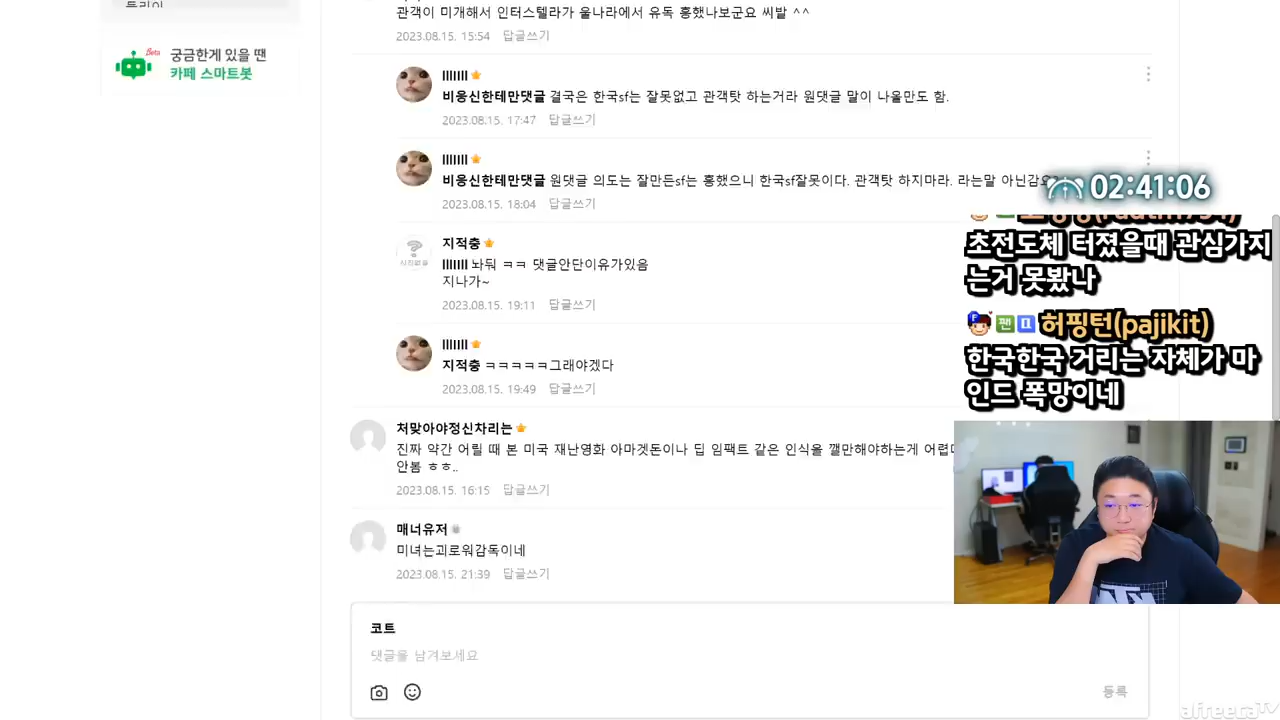 관객이 미개해서 인터스텔라가 울나라에서 유독 흥했나보군요 씨발 ^^
2023.08.15. 15:54 답글쓰기
Beta
궁금한게 있을 땐
카페 스마트봇
lllllll
비웅신한테만댓글 결국은 한국sf는 잘못없고 관객탓 하는거라 원댓글 말이 나올만도 함.
2023.08.15. 17:47 답글쓰기
lllllll
비웅신한테만댓글 원댓글 의도는 잘만든sf는 흥했으니 한국sf잘못이다. 관객탓 하지마라. 라는말 아닌감요?
2023.08.15. 18:04 답글쓰기
02:41:06
지적충
lllllll 놔둬 ㅋㅋ 댓글안단이유가있음
지나가~
2023.08.15. 19:11 답글쓰기
lllllll
지적충 ㅋㅋㅋㅋㅋ그래야겠다
2023.08.15. 19:49 답글쓰기
초전도체 터졌을때 관심가지
는거 못봤나
팬 허핑턴(pajikit)
한국한국 거리는 자체가 마
인드 폭망이네
처맞아야정신차리는
진짜 약간 어릴 때 본 미국 재난영화 아마겟돈이나 딥 임팩트 같은 인식을 깰만해야하는게 어렵
안봄 ㅎㅎ..
2023.08.15. 16:15 답글쓰기
매너유저
미녀는괴로워감독이네
2023.08.15. 21:39 답글쓰기
코트
댓글을 남겨보세요
등록
afreecaTV